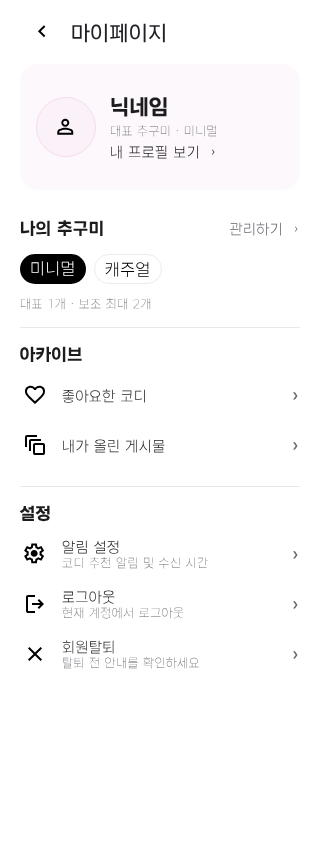 마이페이지
닉네임
대표 추구미 · 미니멀
내 프로필 보기 ›
나의 추구미
관리하기 ›
미니멀
캐주얼
대표 1개 · 보조 최대 2개
아카이브
좋아요한 코디 ›
내가 올린 게시물 ›
설정
알림 설정 ›
코디 추천 알림 및 수신 시간
로그아웃 ›
현재 계정에서 로그아웃
회원탈퇴 ›
탈퇴 전 안내를 확인하세요